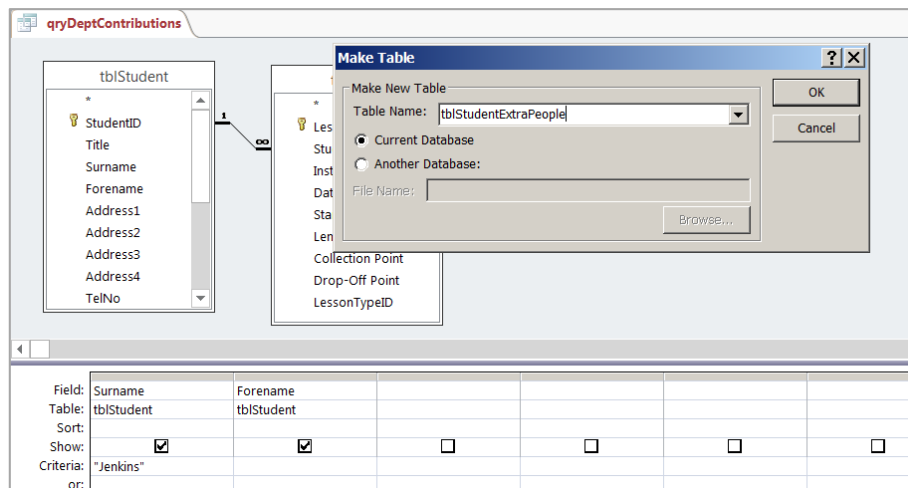 qryDeptContributions
tblStudent
*
StudentID
Title
Surname
Forename
Address1
Address2
Address3
Address4
TelNo
1
∞
*
Les
Stu
Inst
Dat
Sta
Len
Collection Point
Drop-Off Point
LessonTypeID
Make Table
Make New Table
Table Name: tblStudentExtraPeople
Current Database
Another Database:
File Name:
Browse...
OK
Cancel
Field: Surname Forename
Table: tblStudent tblStudent
Sort:
Show:
Criteria: "Jenkins"
or: